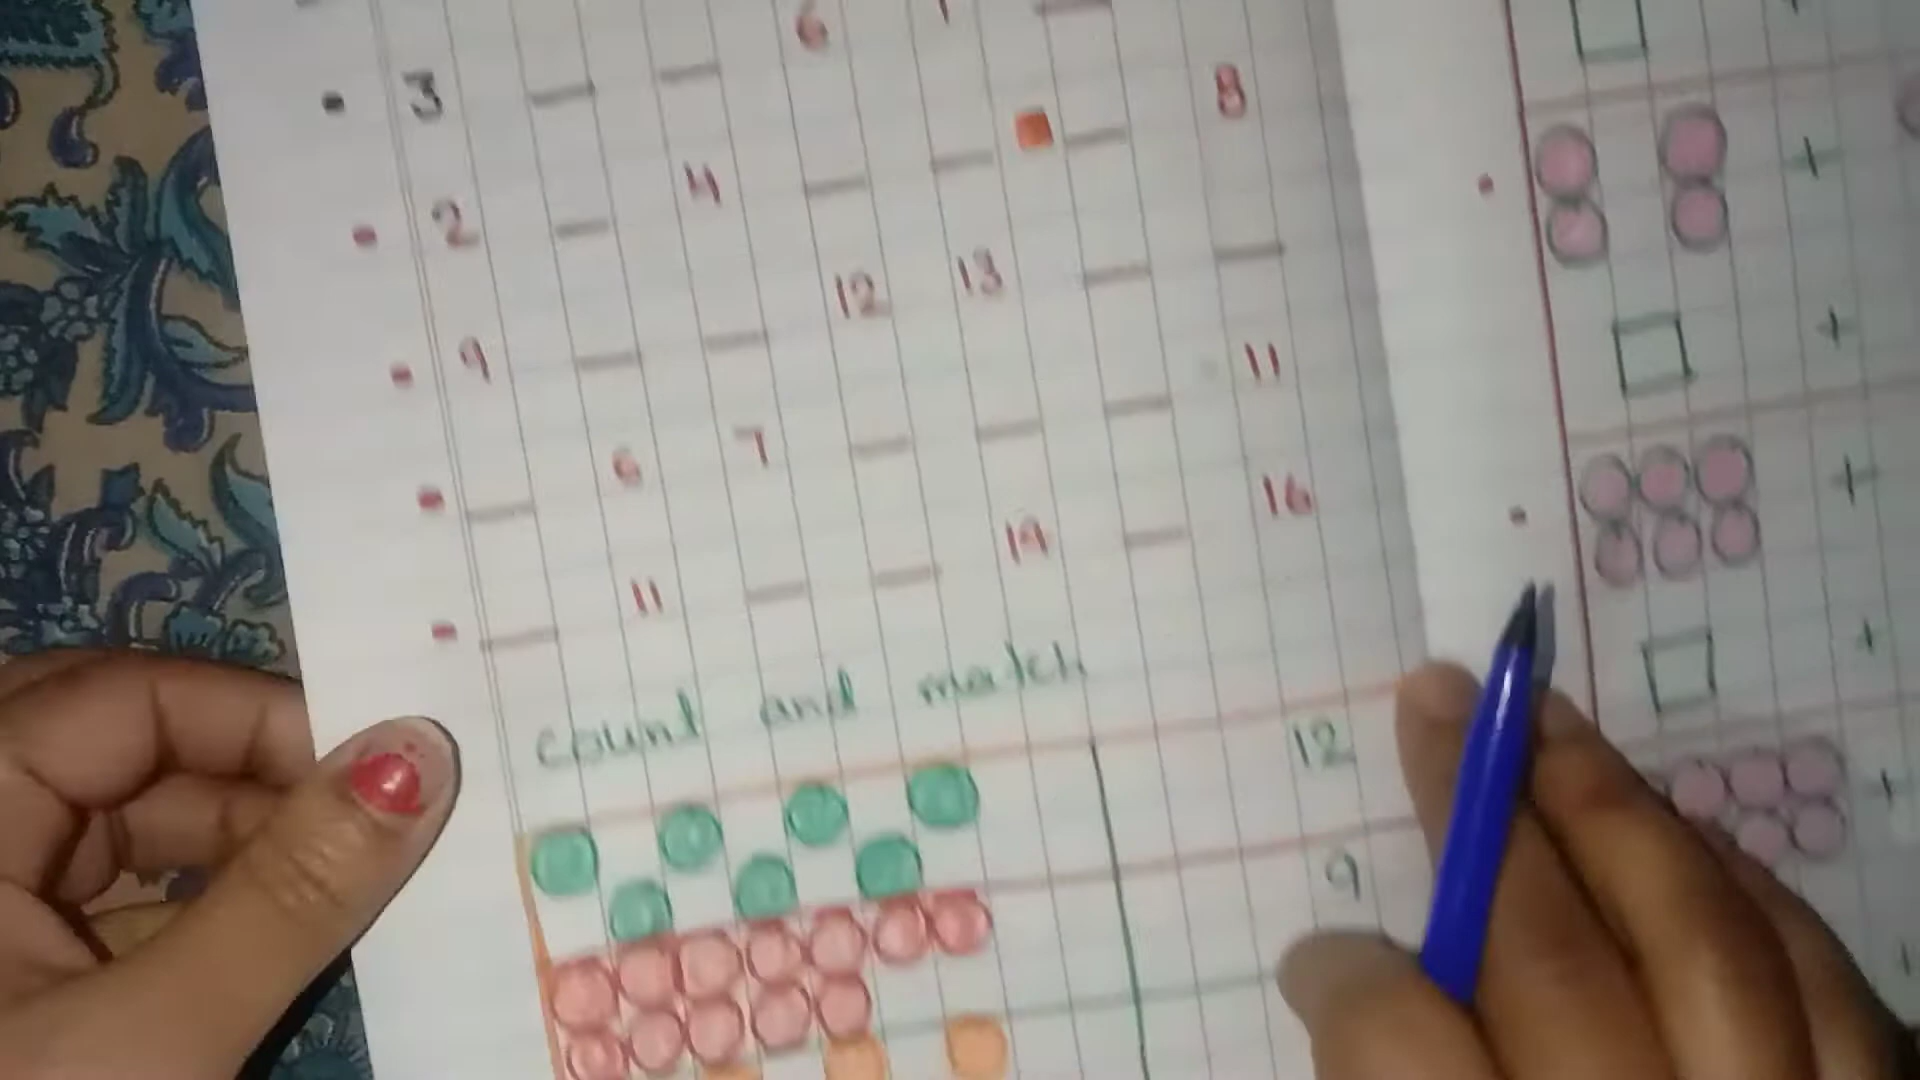 3 _ _ 6 7 _
2 _ 4 _ _ _ 8
9 _ _ 12 13 _ _
_ 6 7 _ _ _ 11
_ 11 _ _ 14 _ 16
count and match
12
9
+
+
+
+
+